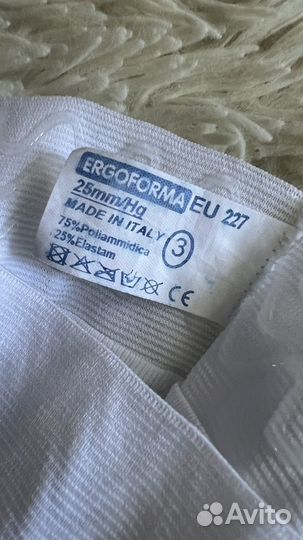 ERGOFORMA EU 227
25mm/Hg
MADE IN ITALY 3
75%Poliammidica
25%Elastam
CE
Avito